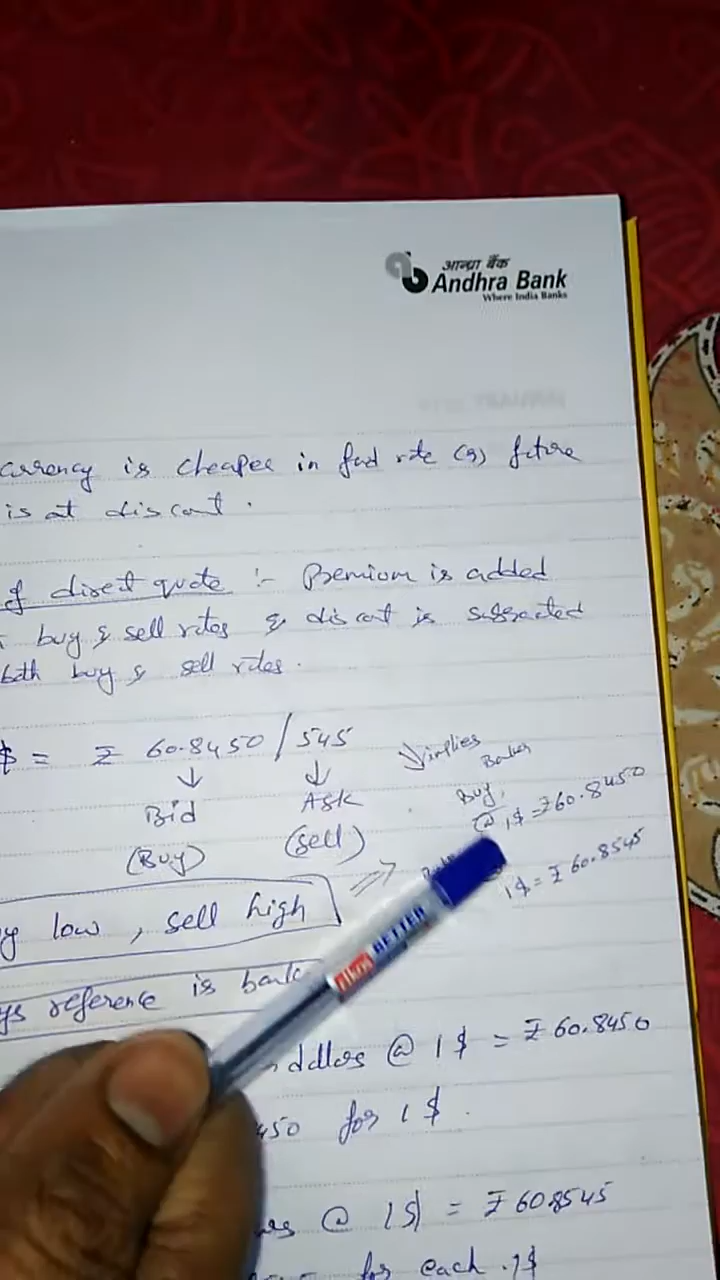 आन्ध्रा बैंक
Andhra Bank
Where India Banks
currency is cheaper in fwd rate (or) future
is at discount.
of direct quote :- Premium is added
buy & sell rates & discount is subtracted
both buy & sell rates.
$ = ₹ 60.8450 / 545
Bid
Ask
(Buy)
(Sell)
implies
Banker
Buy
@ 1$ = ₹60.8450
1$ = ₹60.8545
low, sell high
reference is bank
@ 1$ = ₹60.8450
450 for 1$.
@ 1$ = ₹608545
for each 1$
BETTER